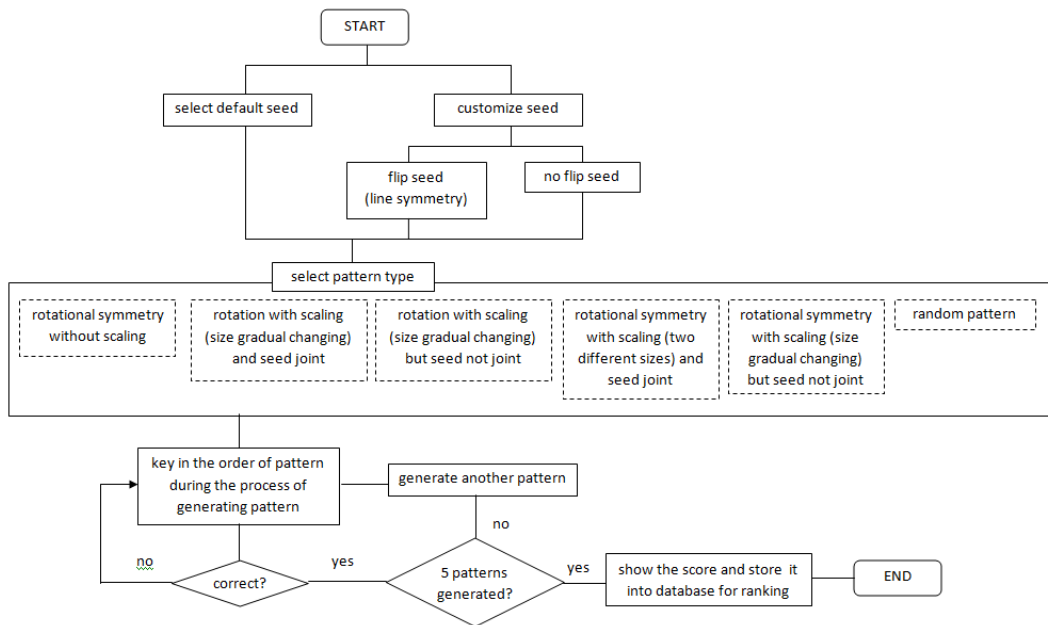 START
select default seed
customize seed
flip seed
(line symmetry)
no flip seed
select pattern type
rotational symmetry
without scaling
rotation with scaling
(size gradual changing)
and seed joint
rotation with scaling
(size gradual changing)
but seed not joint
rotational symmetry
with scaling (two
different sizes) and
seed joint
rotational symmetry
with scaling (size
gradual changing)
but seed not joint
random pattern
key in the order of pattern
during the process of
generating pattern
generate another pattern
no
no
correct?
yes
5 patterns
generated?
yes
show the score and store it
into database for ranking
END